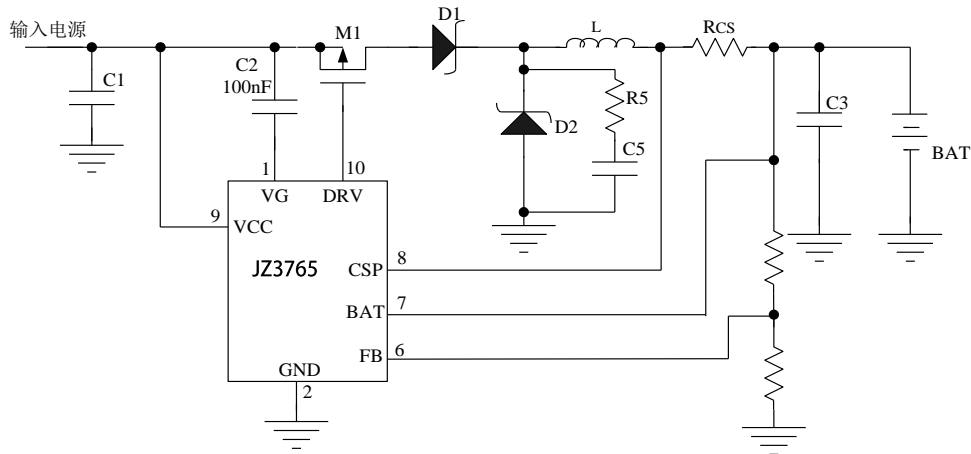 输入电源
M1
D1
L
RCS
C1
C2
100nF
R5
D2
C5
C3
BAT
1
10
VG
DRV
9
VCC
JZ3765
CSP
8
BAT
7
FB
6
GND
2